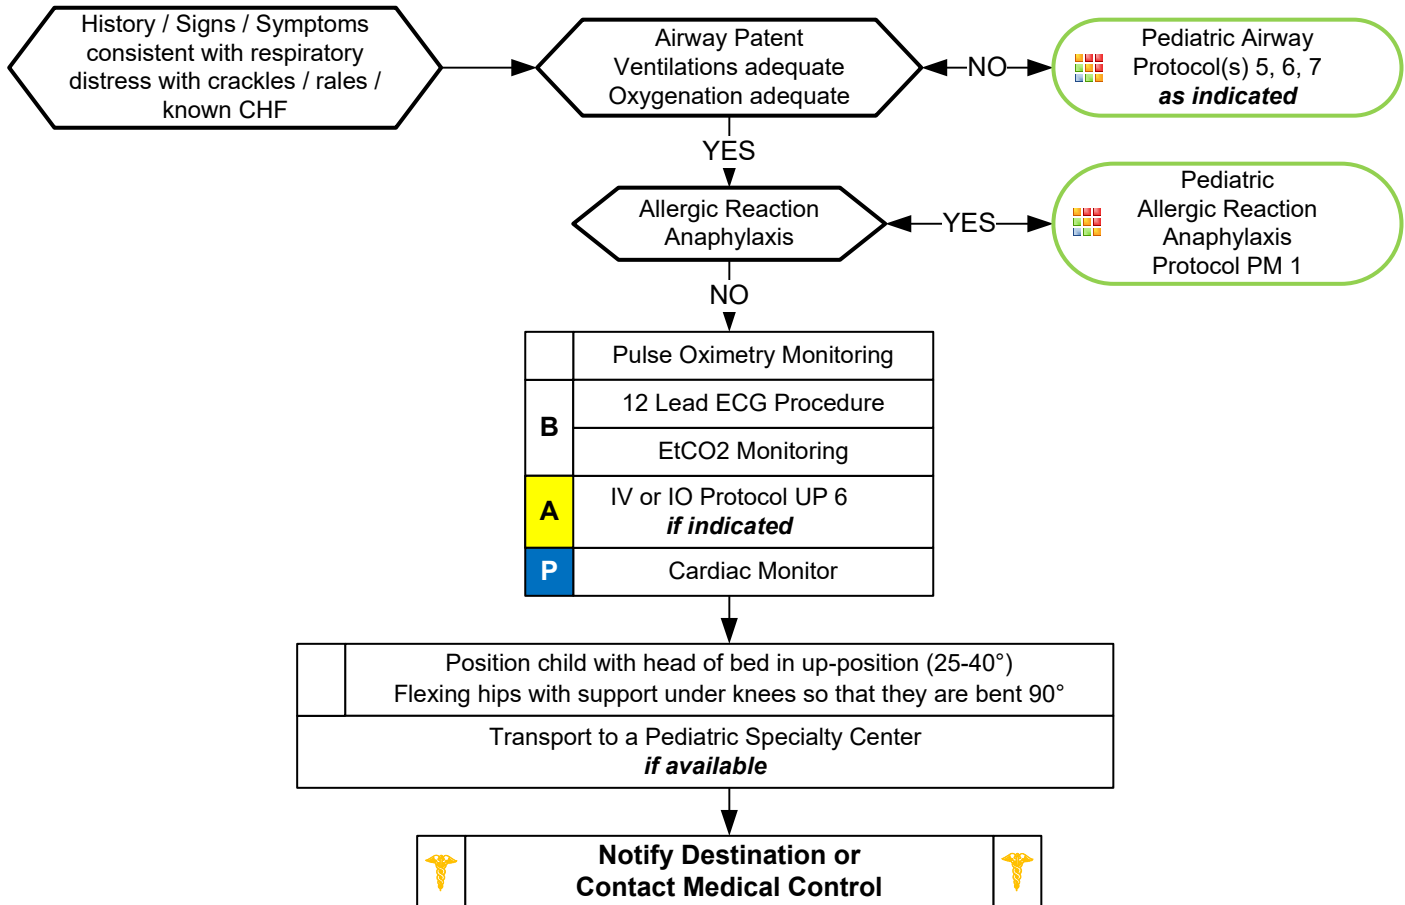 History / Signs / Symptoms
consistent with respiratory
distress with crackles / rales /
known CHF
Airway Patent
Ventilations adequate
Oxygenation adequate
NO
Pediatric Airway
Protocol(s) 5, 6, 7
as indicated
YES
Allergic Reaction
Anaphylaxis
YES
Pediatric
Allergic Reaction
Anaphylaxis
Protocol PM 1
NO
Pulse Oximetry Monitoring
B
12 Lead ECG Procedure
EtCO2 Monitoring
A
IV or IO Protocol UP 6
if indicated
P
Cardiac Monitor
Position child with head of bed in up-position (25-40°)
Flexing hips with support under knees so that they are bent 90°
Transport to a Pediatric Specialty Center
if available
Notify Destination or
Contact Medical Control